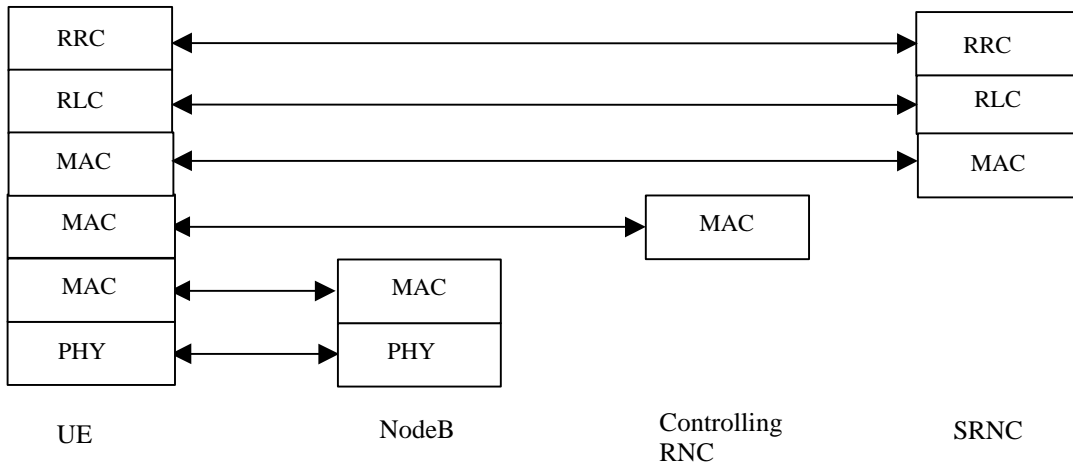 RRC
RRC
RLC
RLC
MAC
MAC
MAC
MAC
MAC
MAC
PHY
PHY
UE
NodeB
Controlling
RNC
SRNC